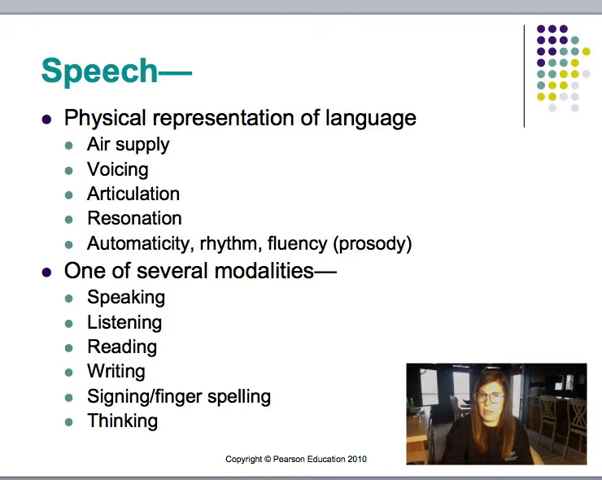 Speech—
Physical representation of language
Air supply
Voicing
Articulation
Resonation
Automaticity, rhythm, fluency (prosody)
One of several modalities—
Speaking
Listening
Reading
Writing
Signing/finger spelling
Thinking
Copyright © Pearson Education 2010